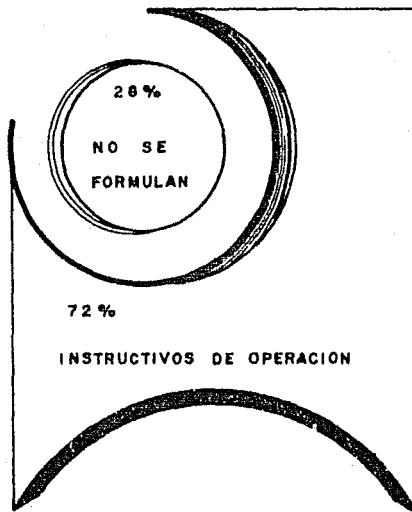 28%
NO SE
FORMULAN
72%
INSTRUCTIVOS DE OPERACION